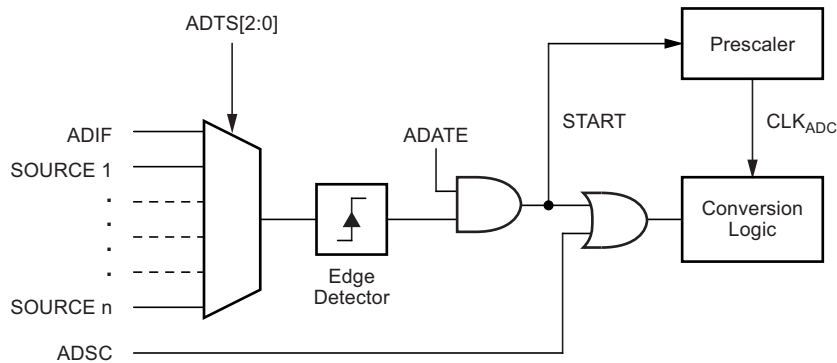 ADTS[2:0]
Prescaler
ADIF
ADATE
START
CLKADC
SOURCE 1
.
.
.
Conversion
Logic
Edge
Detector
SOURCE n
ADSC